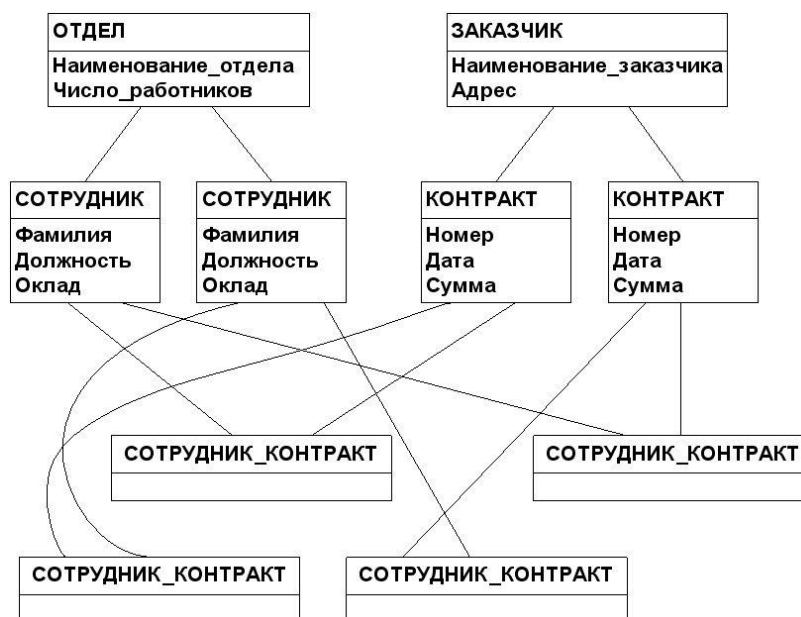 ОТДЕЛ
Наименование_отдела
Число_работников
ЗАКАЗЧИК
Наименование_заказчика
Адрес
СОТРУДНИК
Фамилия
Должность
Оклад
СОТРУДНИК
Фамилия
Должность
Оклад
КОНТРАКТ
Номер
Дата
Сумма
КОНТРАКТ
Номер
Дата
Сумма
СОТРУДНИК_КОНТРАКТ
СОТРУДНИК_КОНТРАКТ
СОТРУДНИК_КОНТРАКТ
СОТРУДНИК_КОНТРАКТ